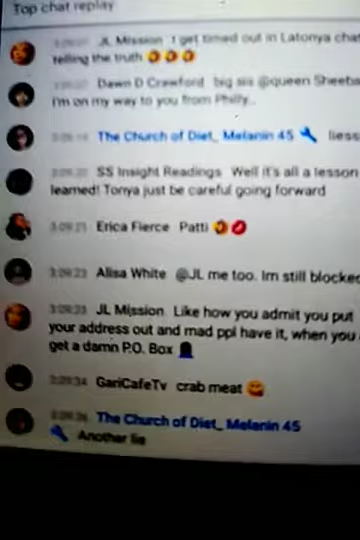 Top chat replay
JL Mission I get timed out in Latonya chat
telling the truth 🤣🤣🤣
Dawn D Crawford big sis @queen Sheeba
I'm on my way to you from Philly..
The Church of Diet_ Melanin 45 🔧 liess
SS Insight Readings Well it's all a lesson
learned! Tonya just be careful going forward
3:09:21 Erica Fierce Patti 🤣💋
3:09:23 Alisa White @JL me too. Im still blocked
JL Mission Like how you admit you put
your address out and mad ppl have it, when you
get a damn P.O. Box
GariCafeTv crab meat 😋
The Church of Diet_ Melanin 45
🔧 Another lie